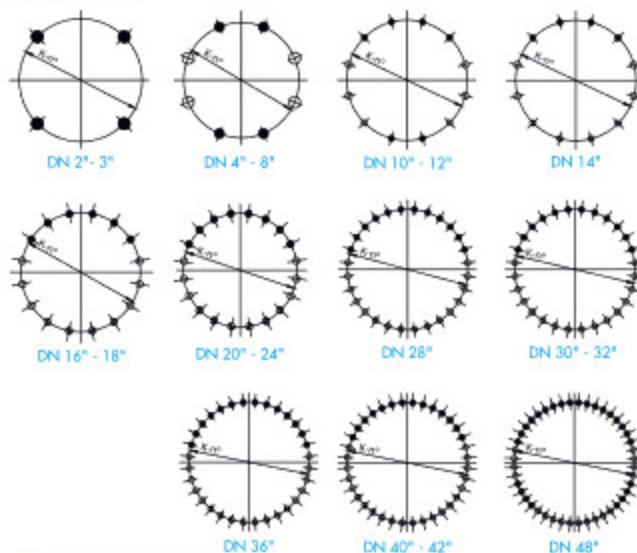 K-n°
K-n°
K-n°
K-n°
DN 2" - 3"
DN 4" - 8"
DN 10" - 12"
DN 14"
K-n°
K-n°
K-n°
K-n°
DN 16" - 18"
DN 20" - 24"
DN 28"
DN 30" - 32"
K-n°
K-n°
K-n°
DN 36"
DN 40" - 42"
DN 48"